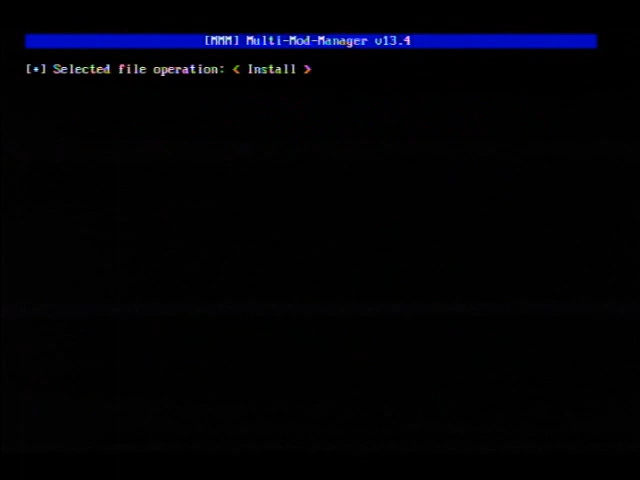 [MMM] Multi-Mod-Manager v13.4
[*] Selected file operation: < Install >